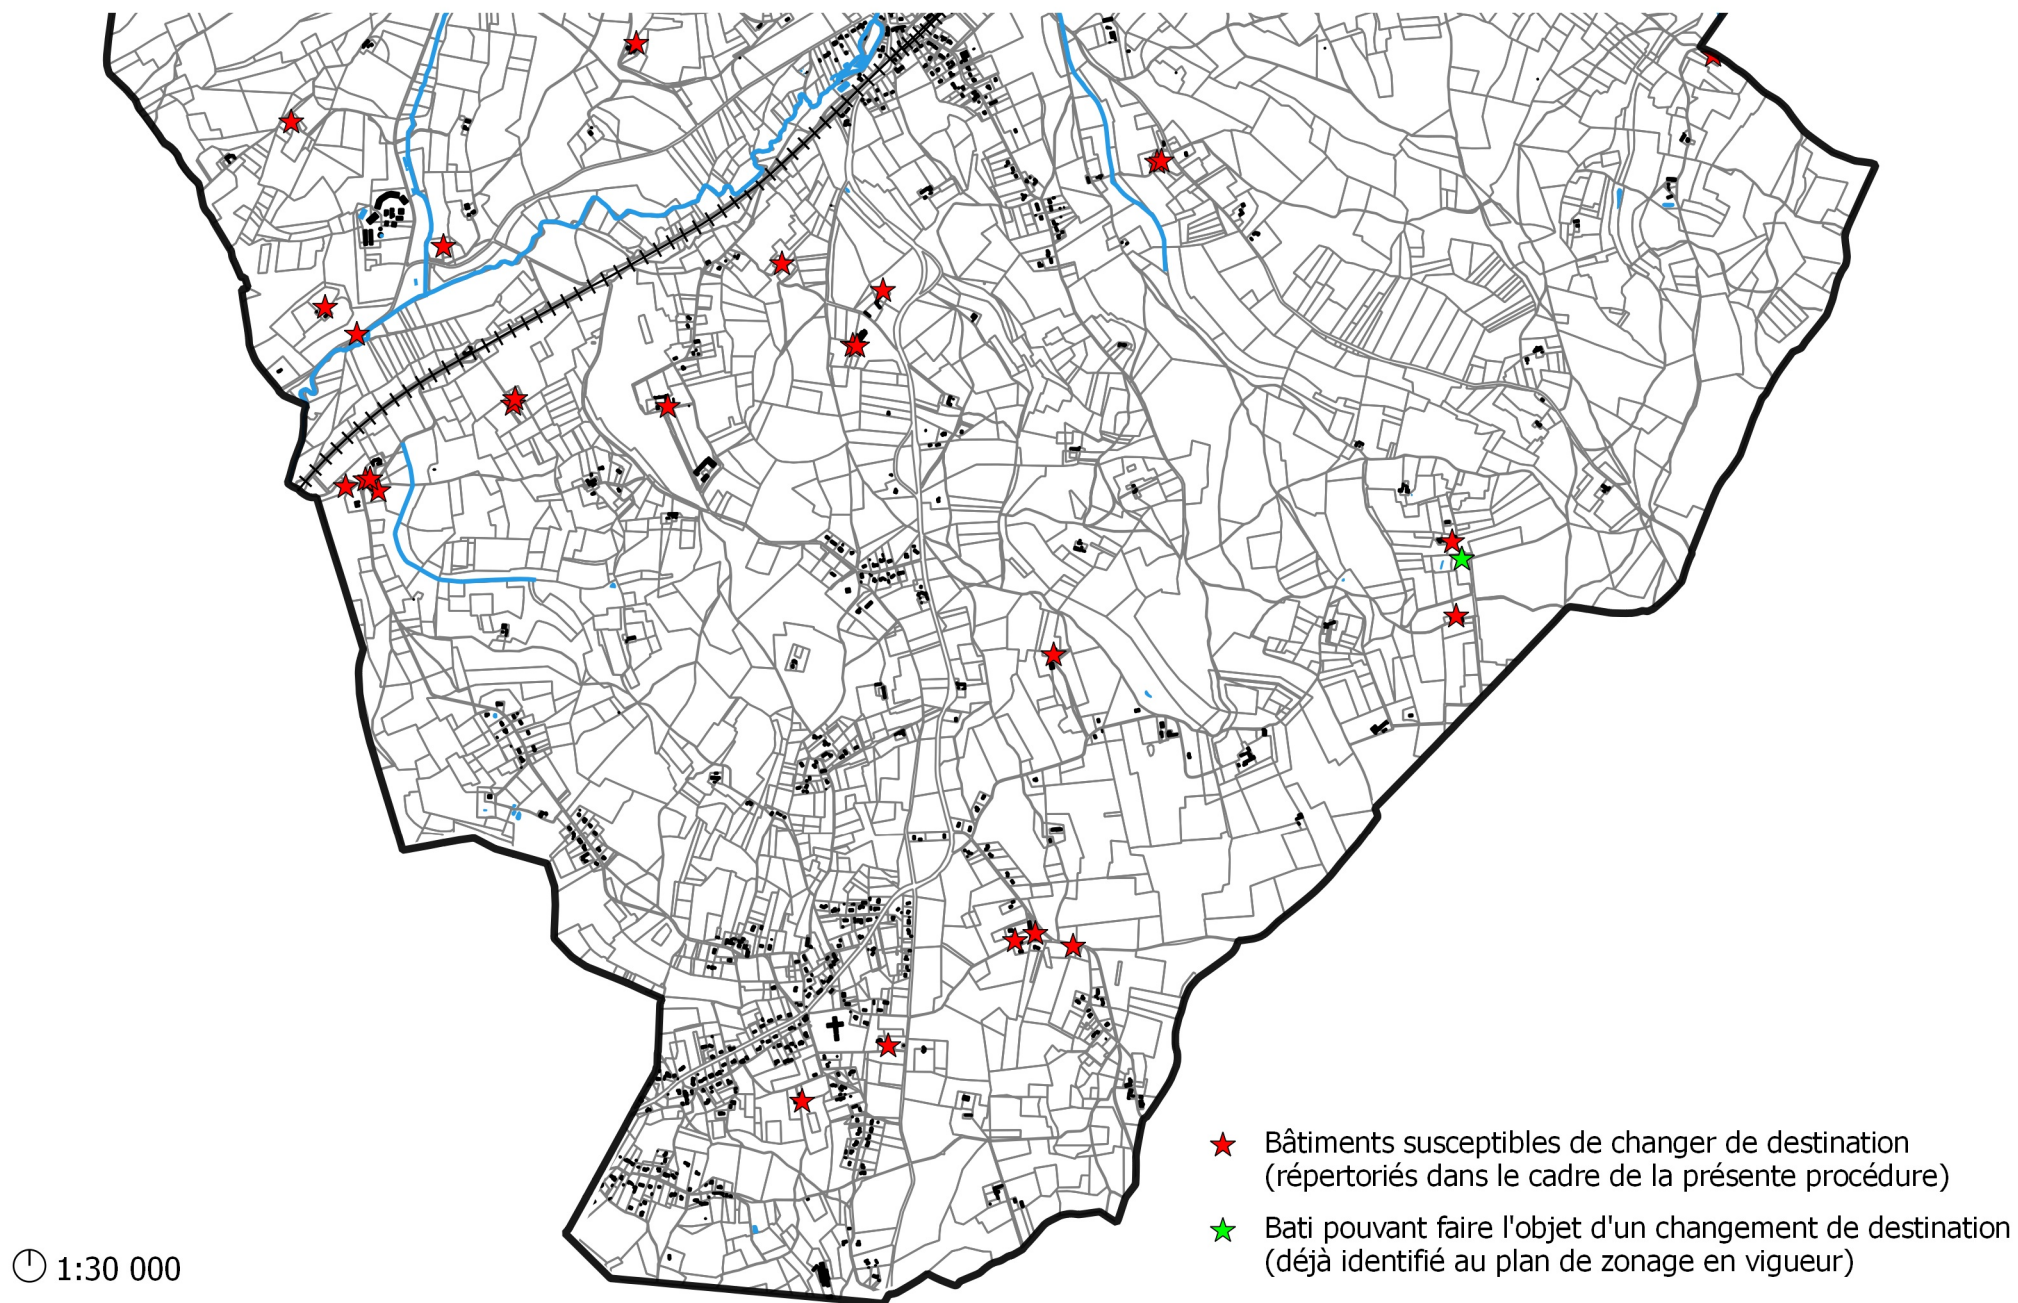 Bâtiments susceptibles de changer de destination
(répertoriés dans le cadre de la présente procédure)
Bati pouvant faire l'objet d'un changement de destination
(déjà identifié au plan de zonage en vigueur)
1:30 000